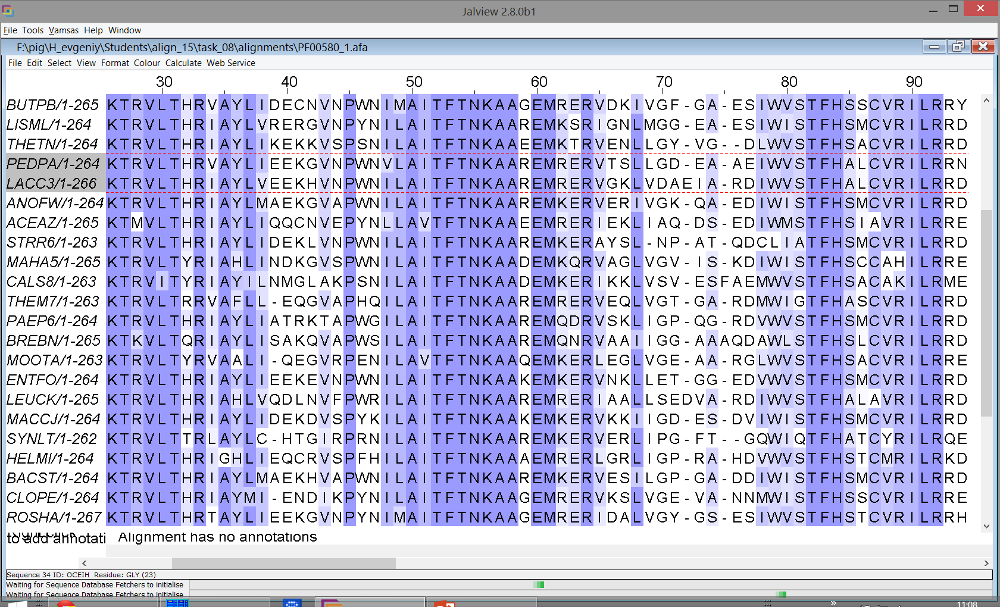 Jalview 2.8.0b1
File Tools Vamsas Help Window
F:\pig\H_evgeniy\Students\align_15\task_08\alignments\PF00580_1.afa
File Edit Select View Format Colour Calculate Web Service
30 40 50 60 70 80 90
BUTPB/1-265 KTRVLTHRVAYLIDECNVNPWNIMAITFTNKAAGEMRERVDKIVGF-GA-ESIWVSTFHSSCVRILRRY
LISML/1-264 KTRVLTHRIAYLVRERGVNPYNILAITFTNKAAREMKSRIGNLMGG-EA-ESIWISTFHSMCVRILRRD
THETN/1-264 KTRVLTHRIAYLIKEKKVSPSNILAITFTNKAAEEMKTRVENLLGY-VG--DLWVSTFHSACVRILRRD
PEDPA/1-264 KTRVLTHRVAYLIEEKGVNPWNVLAITFTNKAAREMRERVTSLLGD-EA-AEIWVSTFHALCVRILRRN
LACC3/1-266 KTRVLTHRIAYLVEEKHVNPWNILAITFTNKAAREMRERVGKLVDAEIA-RDIWVSTFHALCVRILRRD
ANOFW/1-264 KTRVLTHRIAYLMAEKGVAPWNILAITFTNKAAREMKERVERIVGK-QA-EDIWISTFHSMCVRILRRD
ACEAZ/1-265 KTMVLTHRIAYLIQQCNVEPYNLLAVTFTNKAAEEMRERIEKLIAQ-DS-EDIWMSTFHSIAVRILRRE
STRR6/1-263 KTRVLTHRIAYLIDEKLVNPWNILAITFTNKAAREMKERAYSL-NP-AT-QDCLIATFHSMCVRILRRD
MAHA5/1-265 KTRVLTYRIAHLINDKGVSPWNILAITFTNKAADEMKQRVAGLVGV-IS-KDIWISTFHSCCAHILRRE
CALS8/1-263 KTRVITYRIAYILNMGLAKPSNILAITFTNKAADEMKERIKKLVSV-ESFAEMWVSTFHSACAKILRME
THEM7/1-263 KTRVLTRRVAFLL-EQGVAPHQILAITFTNKAAREMRERVEQLVGT-GA-RDMWIGTFHASCVRILRRD
PAEP6/1-264 KTRVLTHRIAYLIATRKTAPWGILAITFTNKAAREMQDRVSKLIGP-QG-RDVWVSTFHSMCVRILRRD
BREBN/1-265 KTKVLTQRIAYLISAKQVAPWSILAITFTNKAAREMQNRVAAIIGG-AAAQDAWLSTFHSLCVRILRRD
MOOTA/1-263 KTRVLTYRVAALI-QEGVRPENILAVTFTNKAAQEMKERLEGLVGE-AA-RGLWVSTFHSACVRILRRE
ENTFO/1-264 KTRVLTHRIAYLIEEKEVNPWNILAITFTNKAAKEMKERVNKLLET-GG-EDVWVSTFHSMCVRILRRD
LEUCK/1-265 KTRVLTHRIAHLVQDLNVFPWRILAITFTNKAAREMRERIAALLSEDVA-RDIWVSTFHALAVRILRRD
MACCJ/1-264 KTRVLTHRIAYLIDEKDVSPYKILAITFTNKAAKEMKERVKKIIGD-ES-DVIWISTFHSMCVRILRRD
SYNLT/1-262 KTRVLTTRLAYLC-HTGIRPRNILAITFTNKAAREMRERVERLIPG-FT--GQWIQTFHATCYRILRQE
HELMI/1-264 KTRVLTHRIGHLIEQCRVSPFHILAITFTNKAAAEMRERLGRLIGP-RA-HDVWVSTFHSTCMRILRKD
BACST/1-264 KTRVLTHRIAYLMAEKHVAPWNILAITFTNKAAREMKERVESILGP-GA-DDIWISTFHSMCVRILRRD
CLOPE/1-264 KTRVLTHRIAYMI-ENDIKPYNILAITFTNKAAGEMRERVKSLVGE-VA-NNMWISTFHSSCVRILRRE
ROSHA/1-267 KTRVLTHRTAYLIEEKGVNPYNIMAITFTNKAAGEMRERIDALVGY-GS-ESIWVSTFHSTCVRILRRH
to add annotati Alignment has no annotations
Sequence 34 ID: OCEIH Residue: GLY (23)
Waiting for Sequence Database Fetchers to initialise
Waiting for Sequence Database Fetchers to initialise
11:08